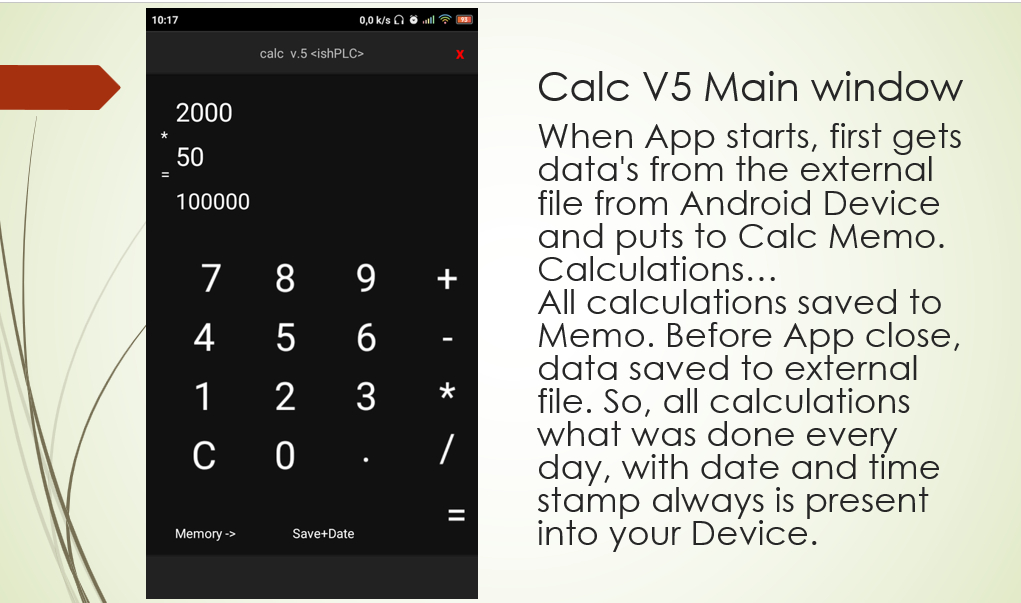 10:17 0,0 k/s 93
calc v.5 <ishPLC> x
2000
*
50
=
100000
7 8 9 +
4 5 6 -
1 2 3 *
C 0 . /
=
Memory -> Save+Date
Calc V5 Main window
When App starts, first gets
data's from the external
file from Android Device
and puts to Calc Memo.
Calculations…
All calculations saved to
Memo. Before App close,
data saved to external
file. So, all calculations
what was done every
day, with date and time
stamp always is present
into your Device.